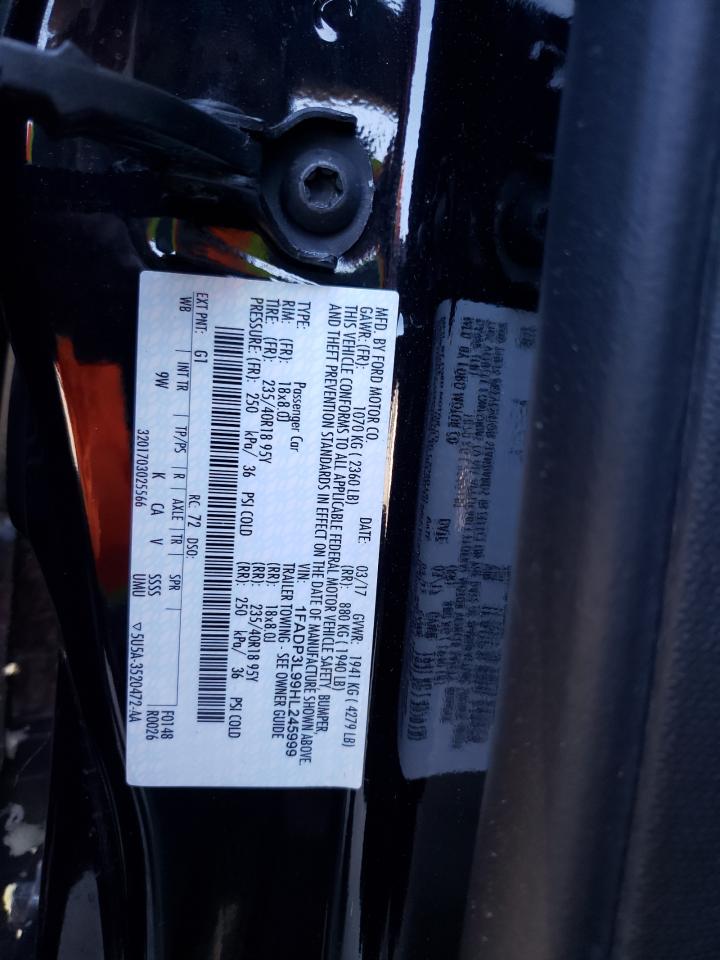 MFD. BY FORD MOTOR CO. DATE: 03/17 GVWR: 1941 KG ( 4279 LB)
GAWR: (FR): 1070 KG ( 2360 LB) (RR): 880 KG ( 1940 LB)
THIS VEHICLE CONFORMS TO ALL APPLICABLE FEDERAL MOTOR VEHICLE SAFETY, BUMPER,
AND THEFT PREVENTION STANDARDS IN EFFECT ON THE DATE OF MANUFACTURE SHOWN ABOVE.
VIN: 1FADP3L99HL245999
TYPE: Passenger Car TRAILER TOWING - SEE OWNER GUIDE
RIM: (FR): 18x8.0J (RR): 18x8.0J
TIRE: (FR): 235/40R18 95Y (RR): 235/40R18 95Y
PRESSURE: (FR): 250 kPa/ 36 PSI COLD (RR): 250 kPa/ 36 PSI COLD
EXT PNT: G1 RC: 72 DSO: F0148
WB | INT TR | TP/PS | R | AXLE | TR | SPR | R0026
9W K CA V SSSS
3201703025566 UMU ▽5U5A-3520472-AA